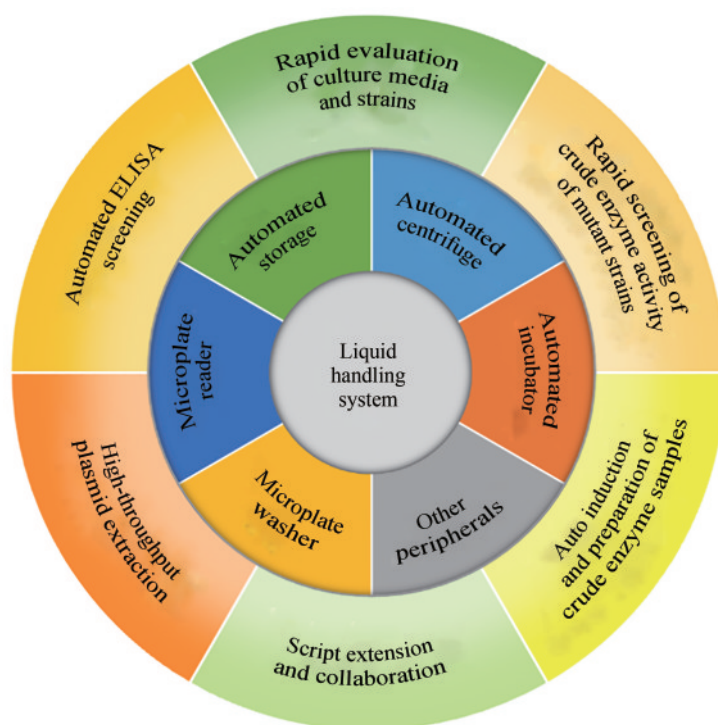 Rapid evaluation
of culture media
and strains
Rapid screening of
crude enzyme activity
of mutant strains
Auto induction
and preparation of
crude enzyme samples
Script extension
and collaboration
High-throughput
plasmid extraction
Automated ELISA
screening
Automated
storage
Automated
centrifuge
Automated
incubator
Other
peripherals
Microplate
washer
Microplate
reader
Liquid
handling
system